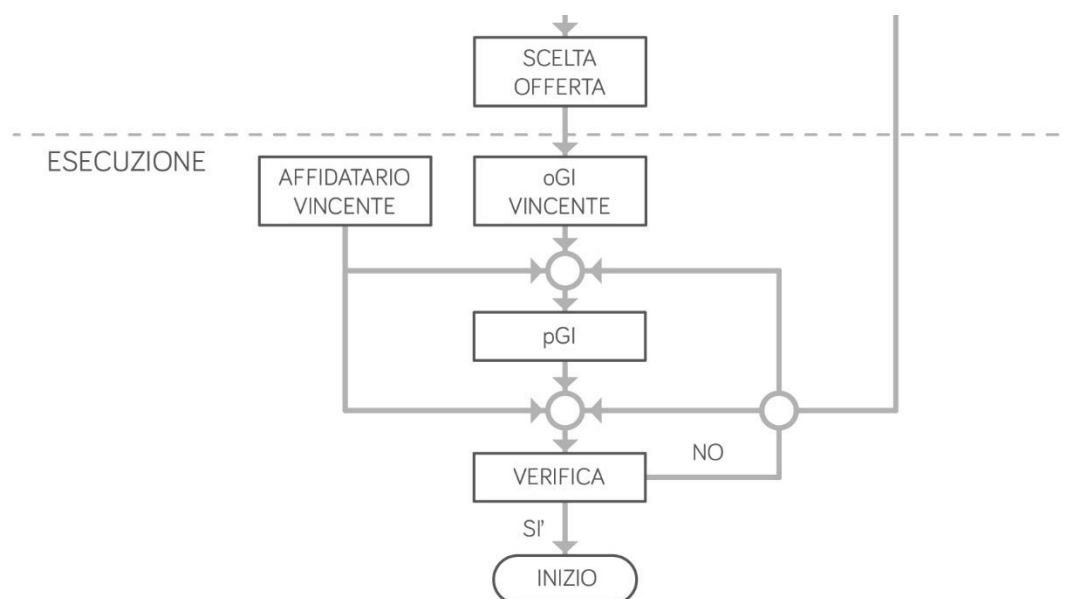 SCELTA
OFFERTA
ESECUZIONE
AFFIDATARIO
VINCENTE
oGI
VINCENTE
pGI
NO
VERIFICA
SI'
INIZIO